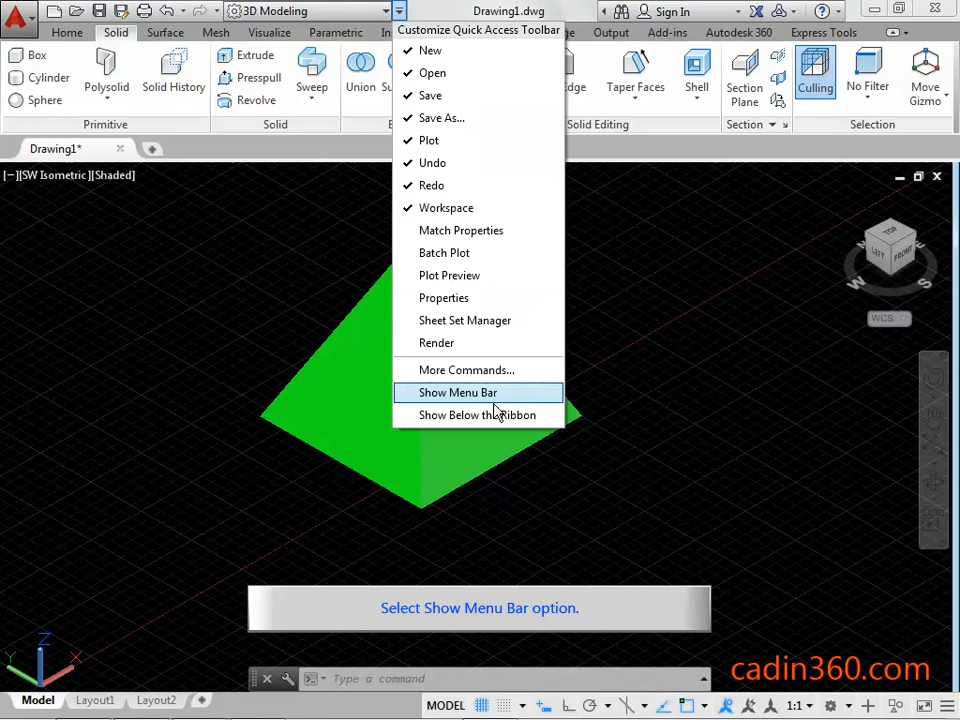 3D Modeling
Drawing1.dwg
Sign In
Home
Solid
Surface
Mesh
Visualize
Parametric
In
Output
Add-ins
Autodesk 360
Express Tools
Customize Quick Access Toolbar
New
Open
Save
Save As...
Plot
Undo
Redo
Workspace
Match Properties
Batch Plot
Plot Preview
Properties
Sheet Set Manager
Render
More Commands...
Show Menu Bar
Show Below the Ribbon
Box
Cylinder
Sphere
Polysolid
Solid History
Extrude
Presspull
Revolve
Sweep
Union
Su
Taper Faces
Shell
Section
Plane
Culling
No Filter
Move
Gizmo
Primitive
Solid
Solid Editing
Section
Selection
Drawing1*
[−][SW Isometric][Shaded]
TOP
LEFT
FRONT
N
W
S
WCS
Select Show Menu Bar option.
Z
Y
X
Type a command
cadin360.com
Model
Layout1
Layout2
MODEL
1:1